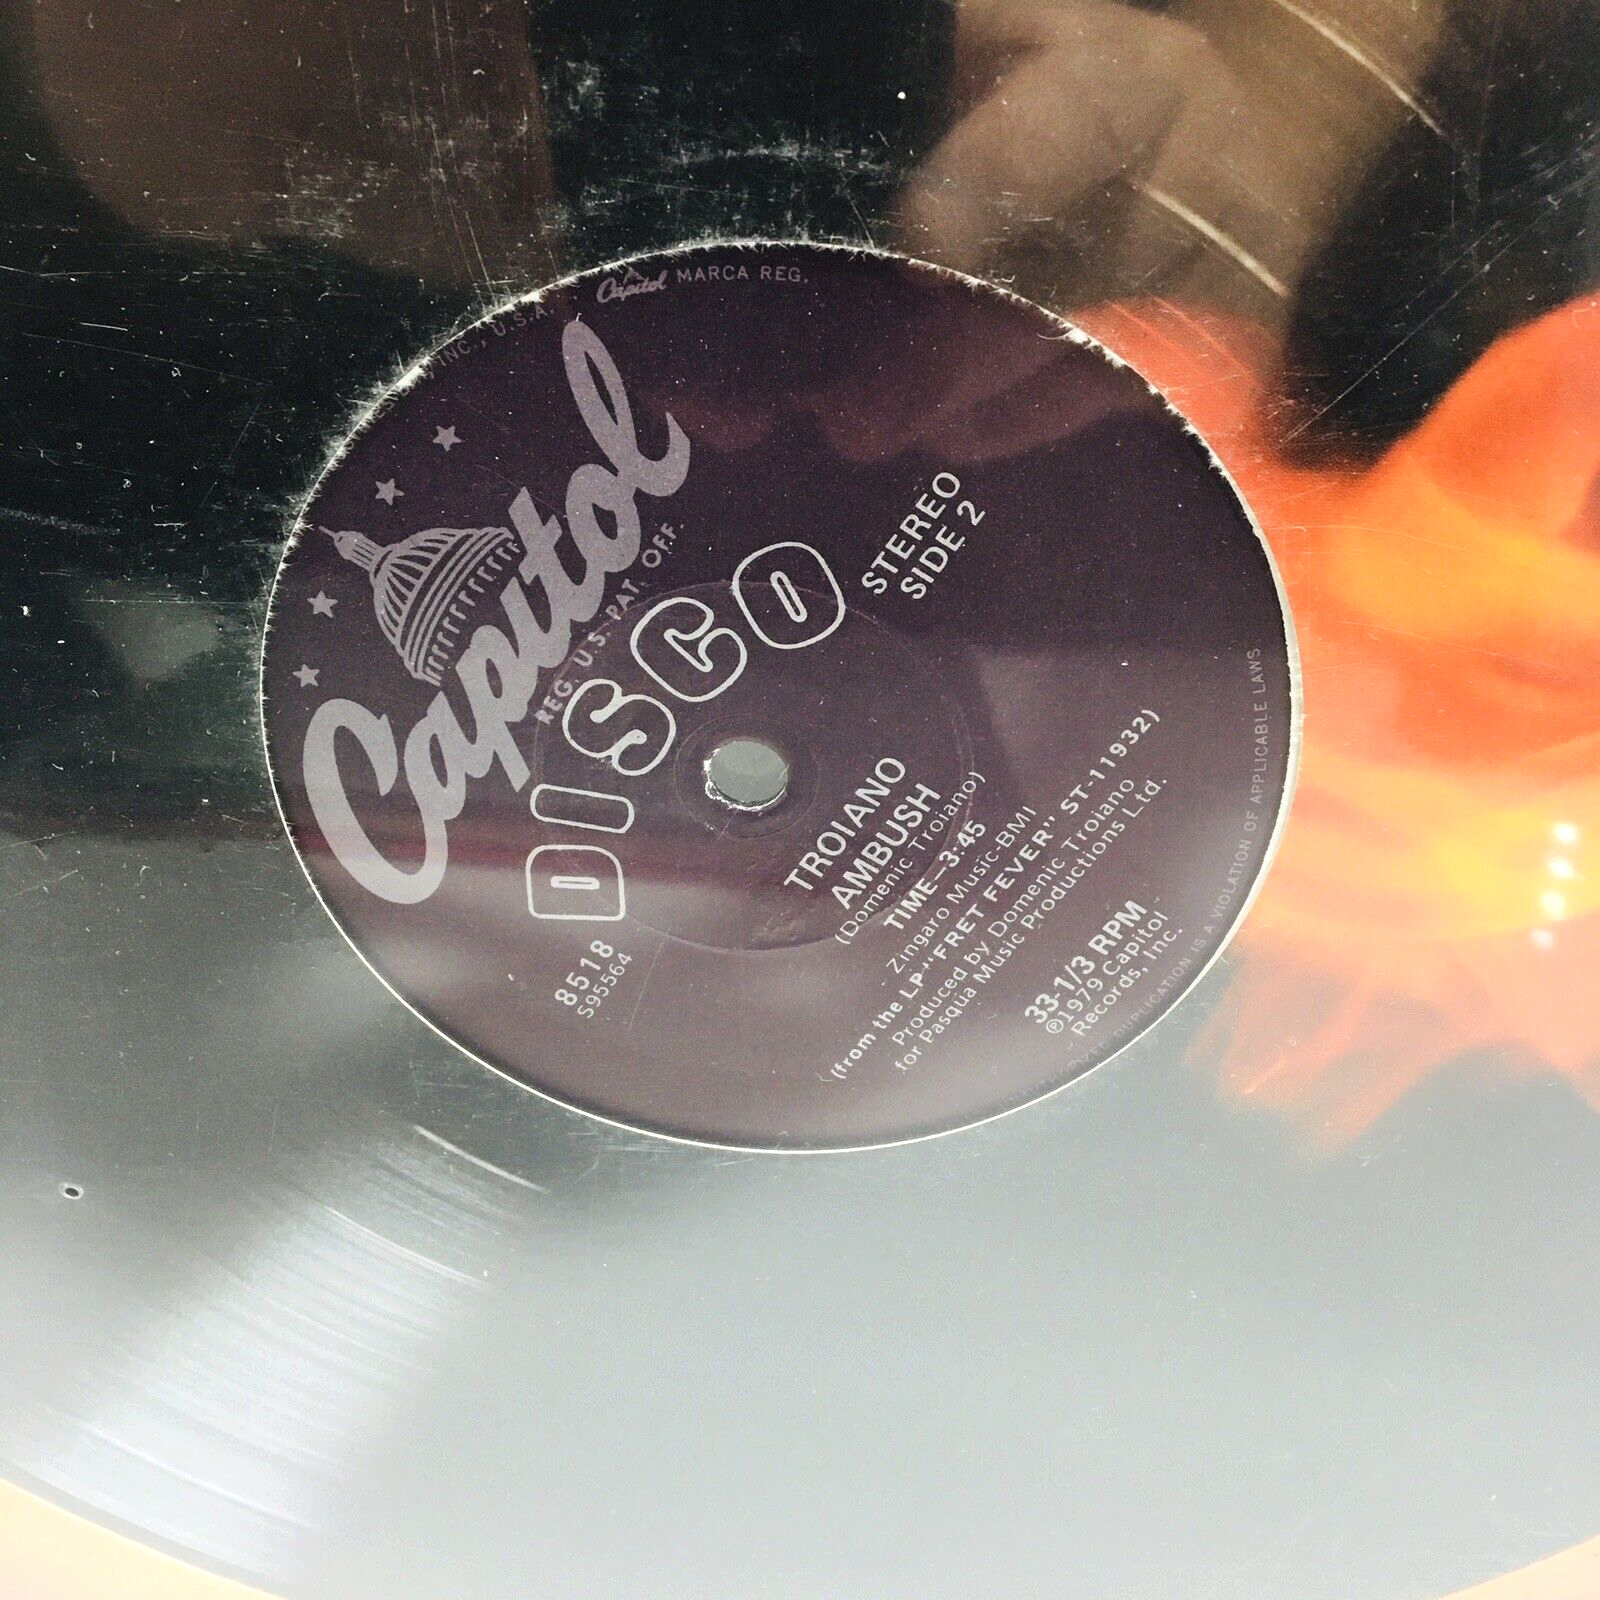 INC., U.S.A. Capitol MARCA REG.
Capitol
REG. U.S. PAT. OFF.
DISCO
STEREO
SIDE 2
8518
S95564
TROIANO
AMBUSH
(Domenic Troiano)
TIME—3:45
Zingaro Music-BMI
(from the LP "FRET FEVER" ST-11932)
Produced by Domenic Troiano
for Pasqua Music Productions Ltd.
33-1/3 RPM
℗1979 Capitol
Records, Inc.
DUPLICATION IS A VIOLATION OF APPLICABLE LAWS